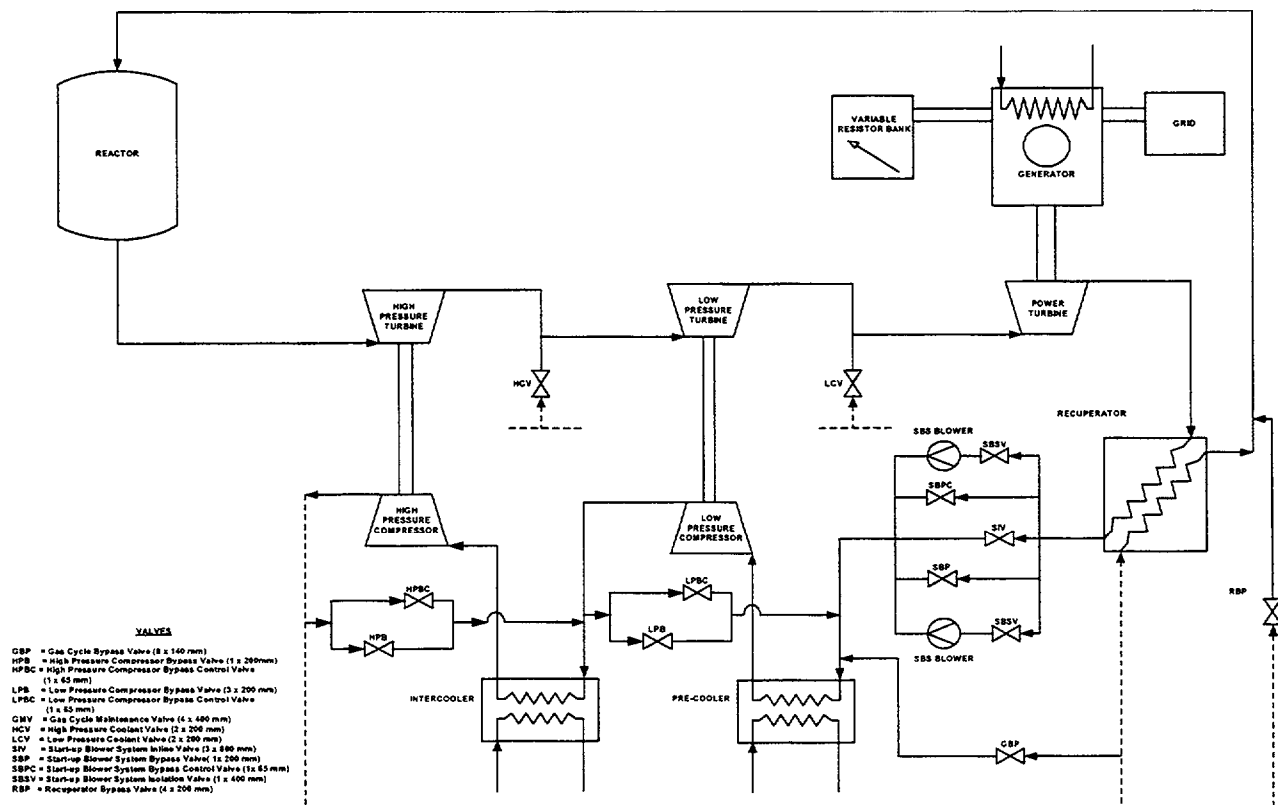 REACTOR
VARIABLE
RESISTOR BANK
GENERATOR
GRID
HIGH
PRESSURE
TURBINE
LOW
PRESSURE
TURBINE
POWER
TURBINE
HCV
LCV
RECUPERATOR
SBS BLOWER
SBSV
SBPC
SIV
SBP
SBSV
SBS BLOWER
HIGH
PRESSURE
COMPRESSOR
LOW
PRESSURE
COMPRESSOR
HPBC
HPB
LPBC
LPB
RBP
INTERCOOLER
PRE-COOLER
GBP
VALVES
GBP = Gas Cycle Bypass Valve (8 x 140 mm)
HPB = High Pressure Compressor Bypass Valve (1 x 200mm)
HPBC = High Pressure Compressor Bypass Control Valve
(1 x 65 mm)
LPB = Low Pressure Compressor Bypass Valve (3 x 200 mm)
LPBC = Low Pressure Compressor Bypass Control Valve
(1 x 65 mm)
GMV = Gas Cycle Maintenance Valve (4 x 400 mm)
HCV = High Pressure Coolant Valve (2 x 200 mm)
LCV = Low Pressure Coolant Valve (2 x 200 mm)
SIV = Start-up Blower System Inline Valve (3 x 800 mm)
SBP = Start-up Blower System Bypass Valve( 1x 200 mm)
SBPC = Start-up Blower System Bypass Control Valve (1x 65 mm)
SBSV = Start-up Blower System Isolation Valve (1 x 400 mm)
RBP = Recuperator Bypass Valve (4 x 200 mm)